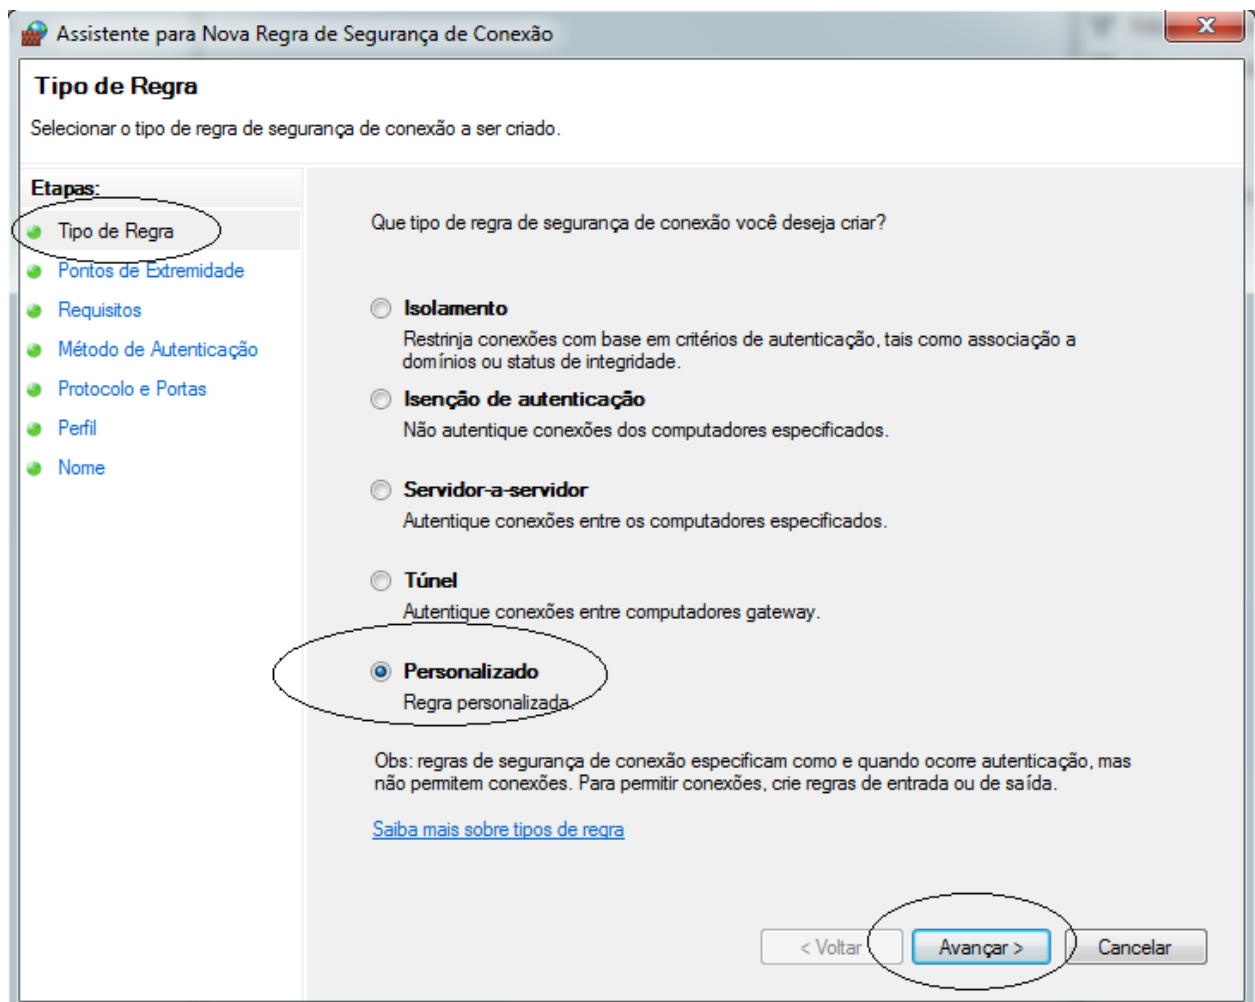 Assistente para Nova Regra de Segurança de Conexão
X
Tipo de Regra
Selecionar o tipo de regra de segurança de conexão a ser criado.
Etapas:
Tipo de Regra
Pontos de Extremidade
Requisitos
Método de Autenticação
Protocolo e Portas
Perfil
Nome
Que tipo de regra de segurança de conexão você deseja criar?
Isolamento
Restrinja conexões com base em critérios de autenticação, tais como associação a
domínios ou status de integridade.
Isenção de autenticação
Não autentique conexões dos computadores especificados.
Servidor-a-servidor
Autentique conexões entre os computadores especificados.
Túnel
Autentique conexões entre computadores gateway.
Personalizado
Regra personalizada.
Obs: regras de segurança de conexão especificam como e quando ocorre autenticação, mas
não permitem conexões. Para permitir conexões, crie regras de entrada ou de saída.
Saiba mais sobre tipos de regra
< Voltar
Avançar >
Cancelar